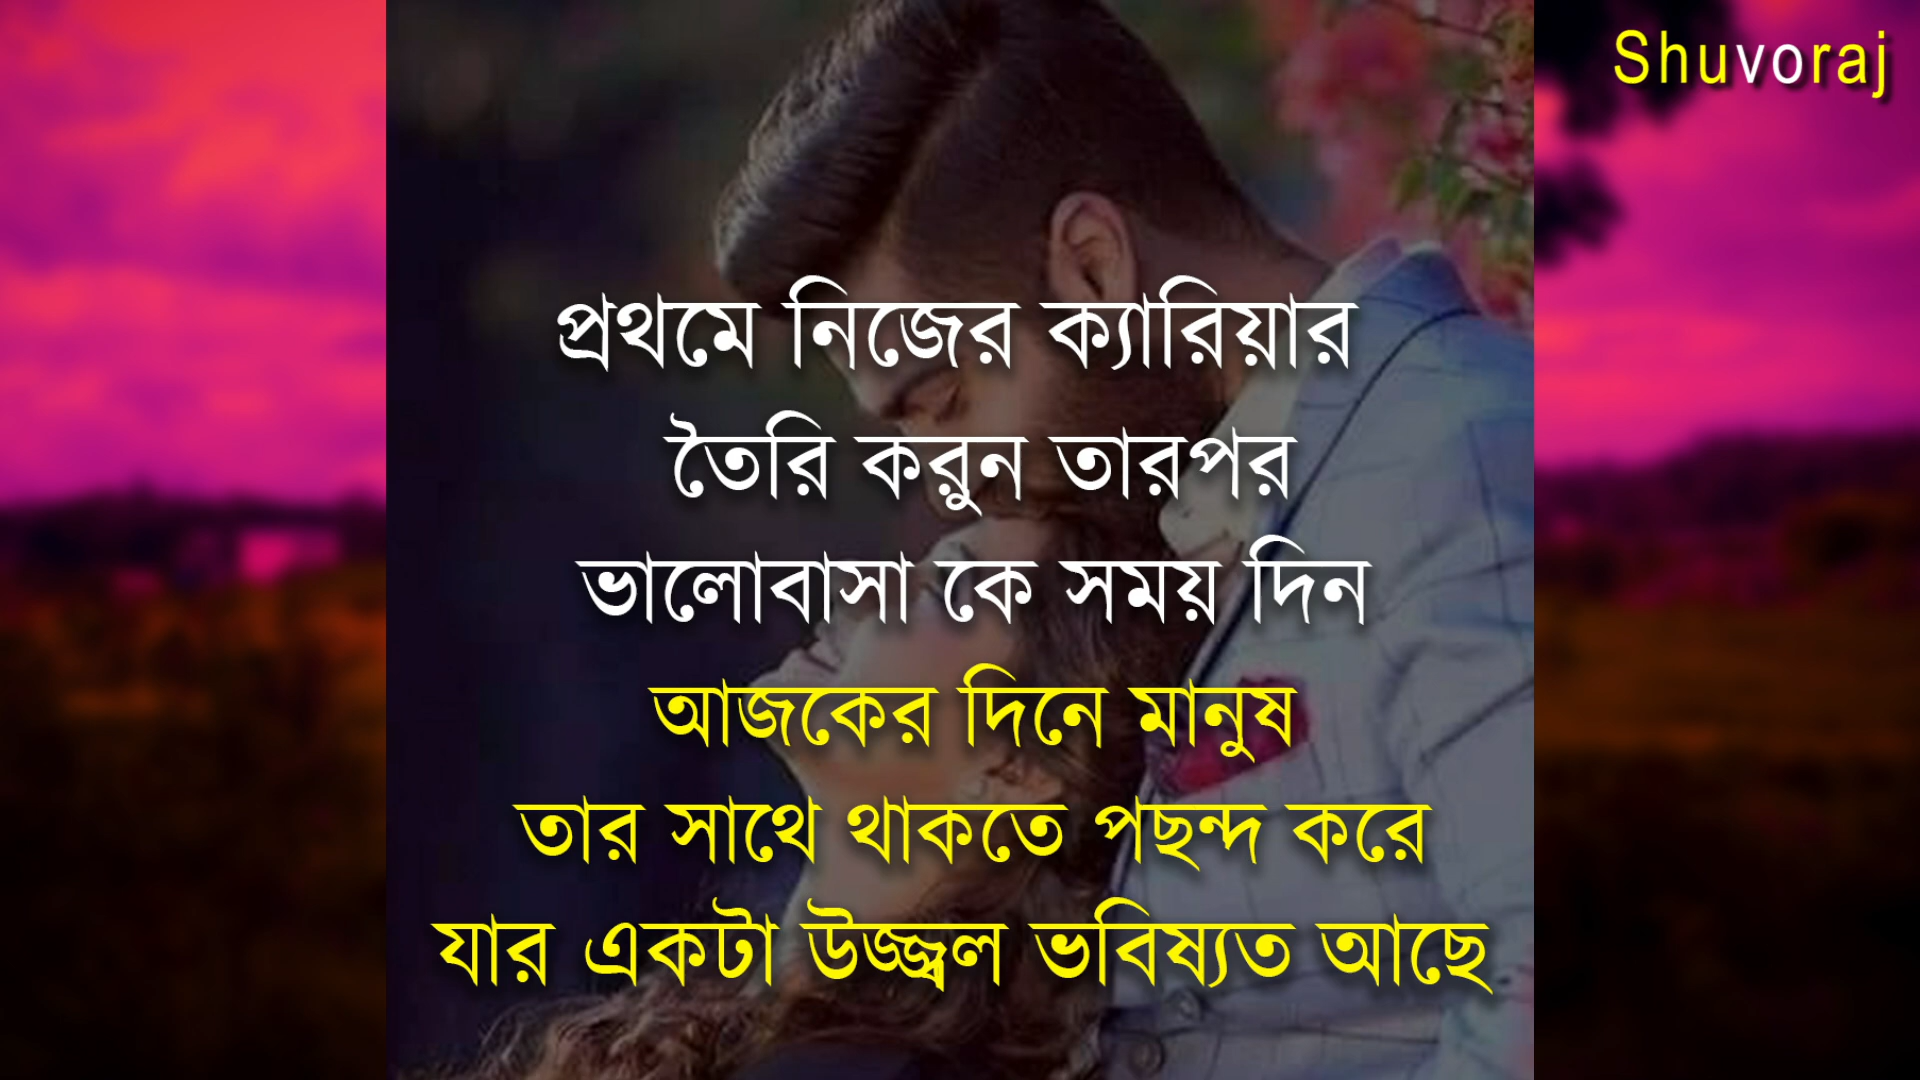 Shuvoraj
প্রথমে নিজের ক্যারিয়ার
তৈরি করুন তারপর
ভালোবাসা কে সময় দিন
আজকের দিনে মানুষ
তার সাথে থাকতে পছন্দ করে
যার একটা উজ্জ্বল ভবিষ্যত আছে